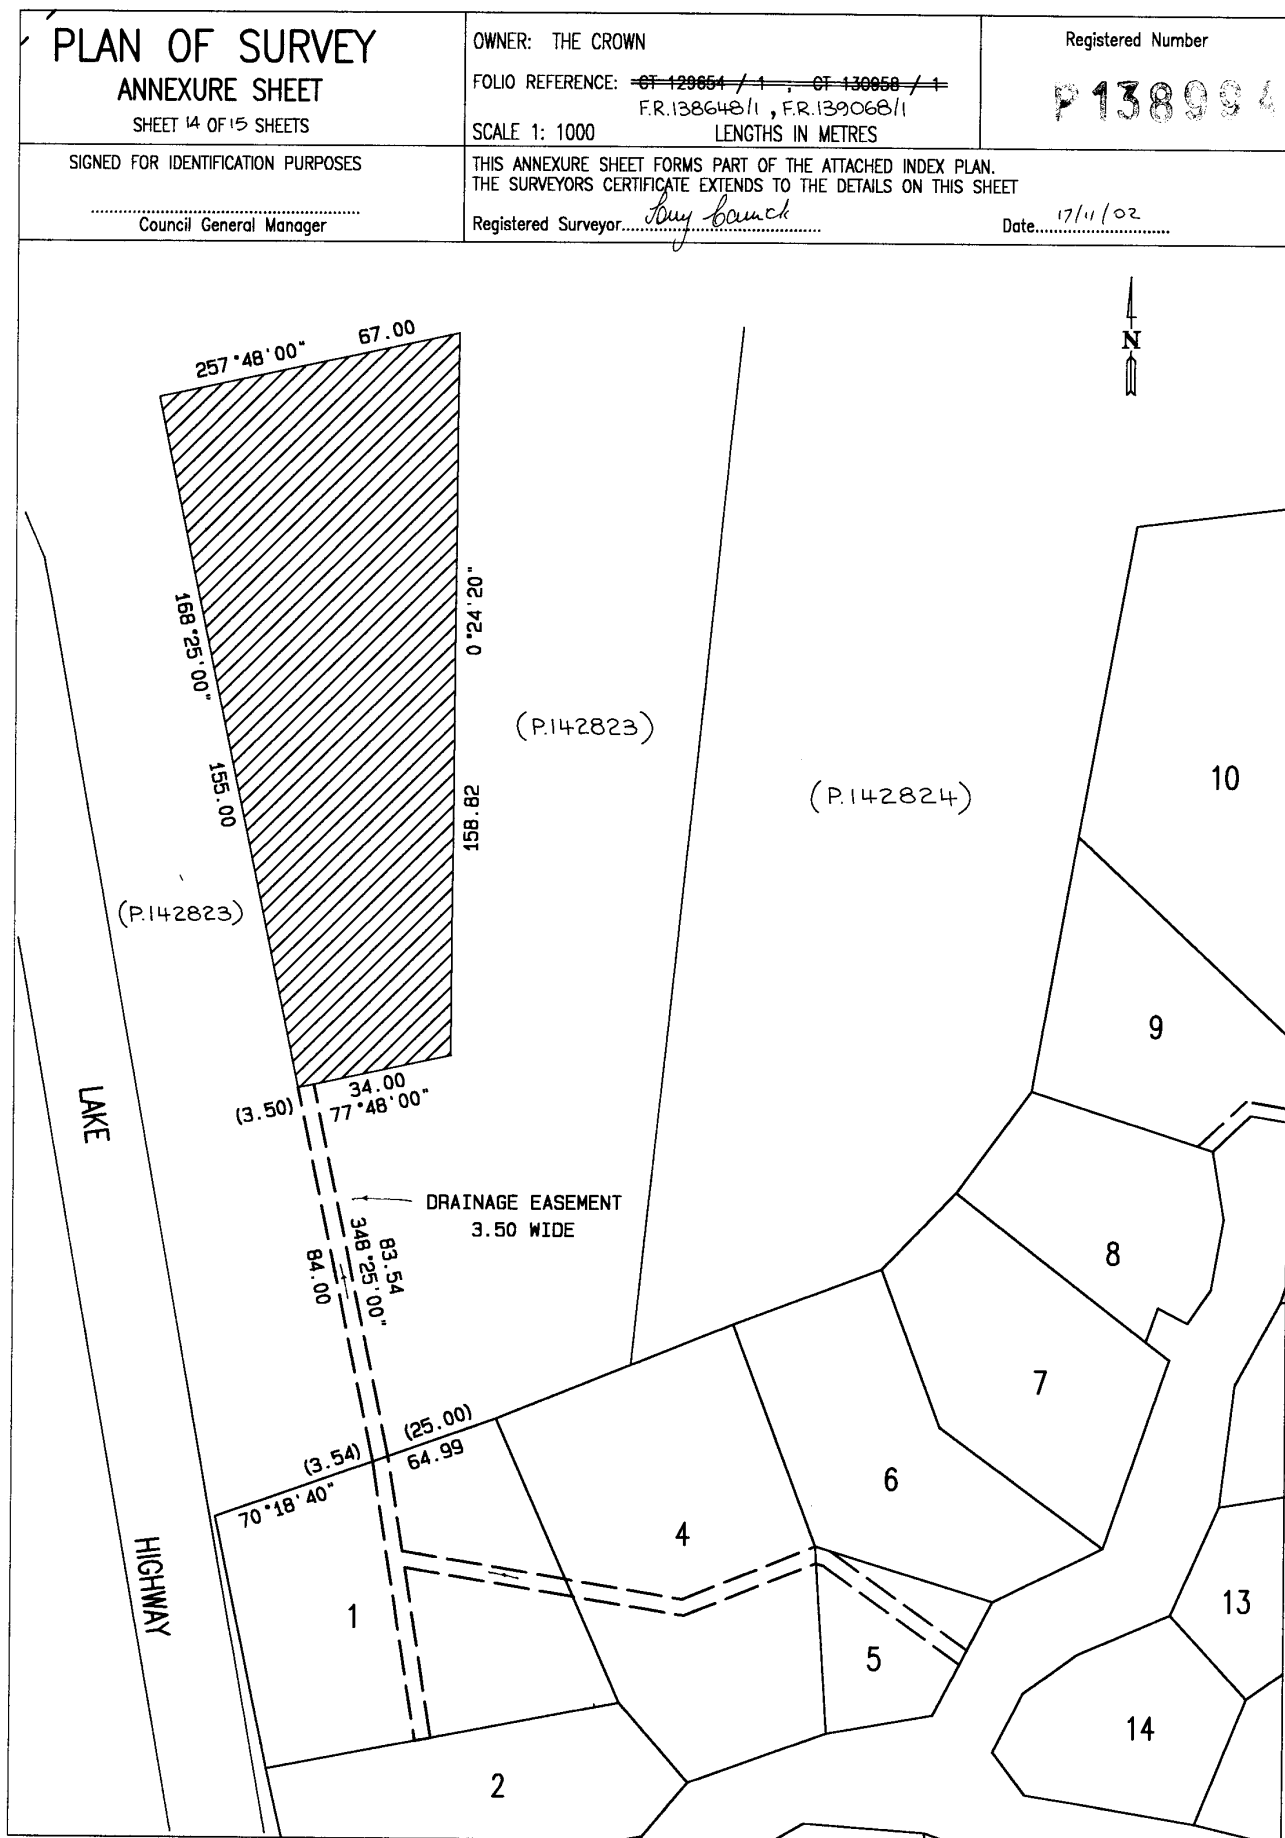 PLAN OF SURVEY
ANNEXURE SHEET
SHEET 14 OF 15 SHEETS
OWNER: THE CROWN
FOLIO REFERENCE: CT 129654 / 1 ; CT 130958 / 1
F.R.138648/1 , F.R.139068/1
SCALE 1: 1000 LENGTHS IN METRES
Registered Number
P138994
SIGNED FOR IDENTIFICATION PURPOSES
Council General Manager
THIS ANNEXURE SHEET FORMS PART OF THE ATTACHED INDEX PLAN.
THE SURVEYORS CERTIFICATE EXTENDS TO THE DETAILS ON THIS SHEET
Registered Surveyor
Date 17/11/02
N
257°48'00" 67.00
168°25'00"
155.00
0°24'20"
158.82
(P.142823)
(P.142824)
(P.142823)
10
9
LAKE
HIGHWAY
(3.50)
34.00
77°48'00"
DRAINAGE EASEMENT
3.50 WIDE
84.00
83.54
348°25'00"
8
7
(3.54) (25.00)
70°18'40" 64.99
6
4
1
5
13
14
2